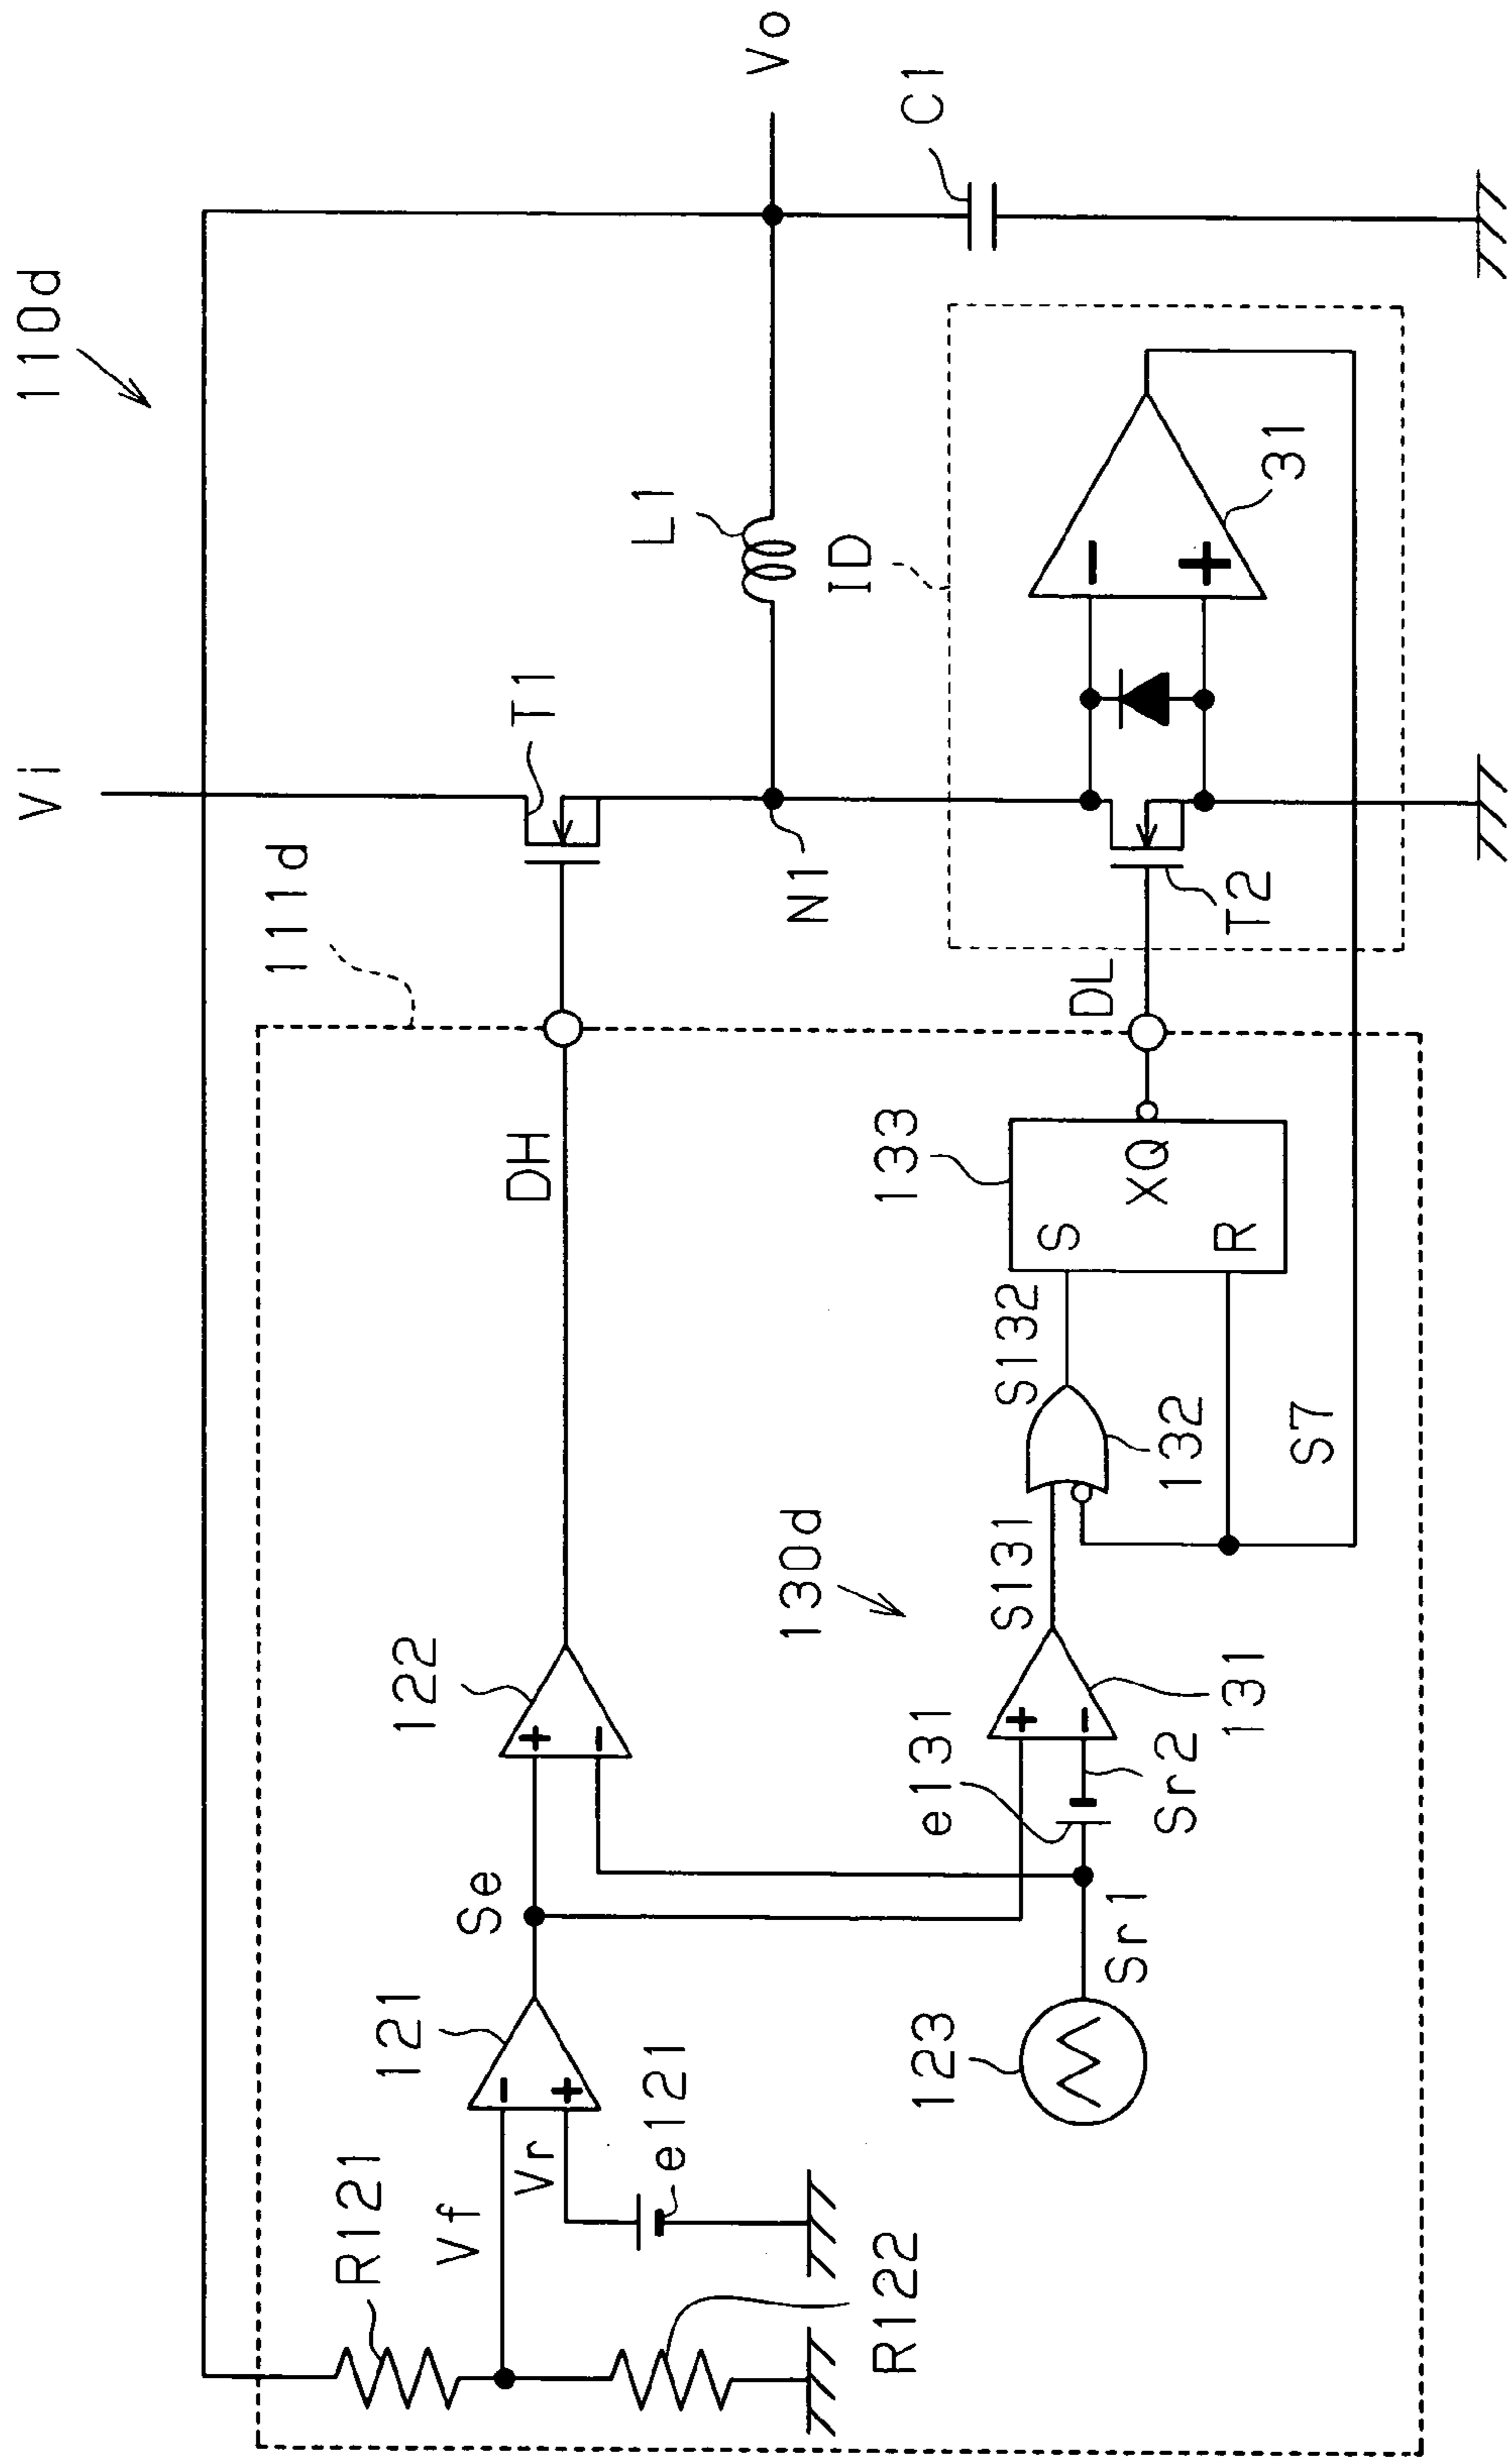 110d
Vi
Vo
111d
T1
L1
C1
N1
ID
DH
DL
T2
31
-
+
R121
Vf
Vr
e121
R122
121
-
+
Se
122
+
-
123
Sr1
130d
e131
Sr2
131
+
-
S131
S132
132
133
S
R
XQ
S7